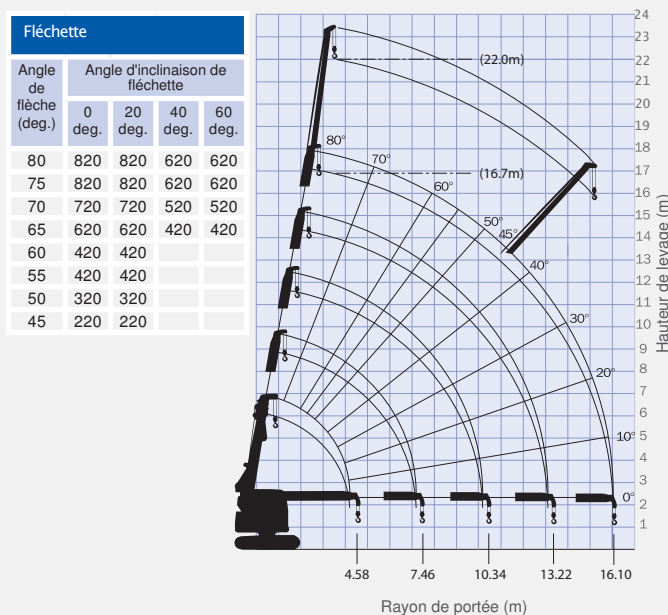 Fléchette
Angle de flèche (deg.) Angle d'inclinaison de fléchette
0 deg. 20 deg. 40 deg. 60 deg.
80 820 820 620 620
75 820 820 620 620
70 720 720 520 520
65 620 620 420 420
60 420 420
55 420 420
50 320 320
45 220 220
24
23
22
21
20
19
18
17
16
15
14
13
12
11
10
9
8
7
6
5
4
3
2
1
Hauteur de levage (m)
(22.0m)
(16.7m)
80°
70°
60°
50°
45°
40°
30°
20°
10°
0°
4.58 7.46 10.34 13.22 16.10
Rayon de portée (m)